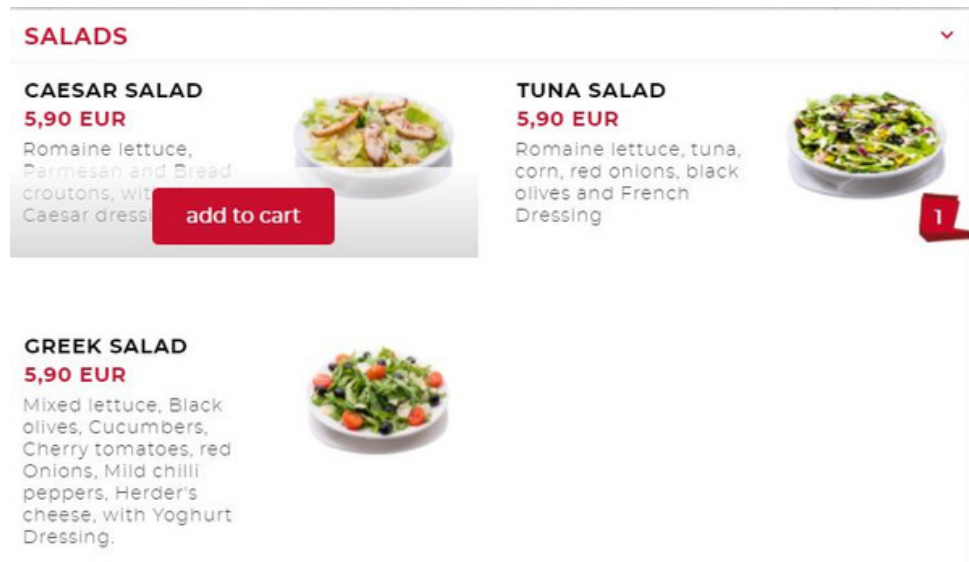 SALADS
CAESAR SALAD
5,90 EUR
Romaine lettuce,
Parmesan and Bread
croutons, wit
Caesar dressi
add to cart
TUNA SALAD
5,90 EUR
Romaine lettuce, tuna,
corn, red onions, black
olives and French
Dressing
1
GREEK SALAD
5,90 EUR
Mixed lettuce, Black
olives, Cucumbers,
Cherry tomatoes, red
Onions, Mild chilli
peppers, Herder's
cheese, with Yoghurt
Dressing.